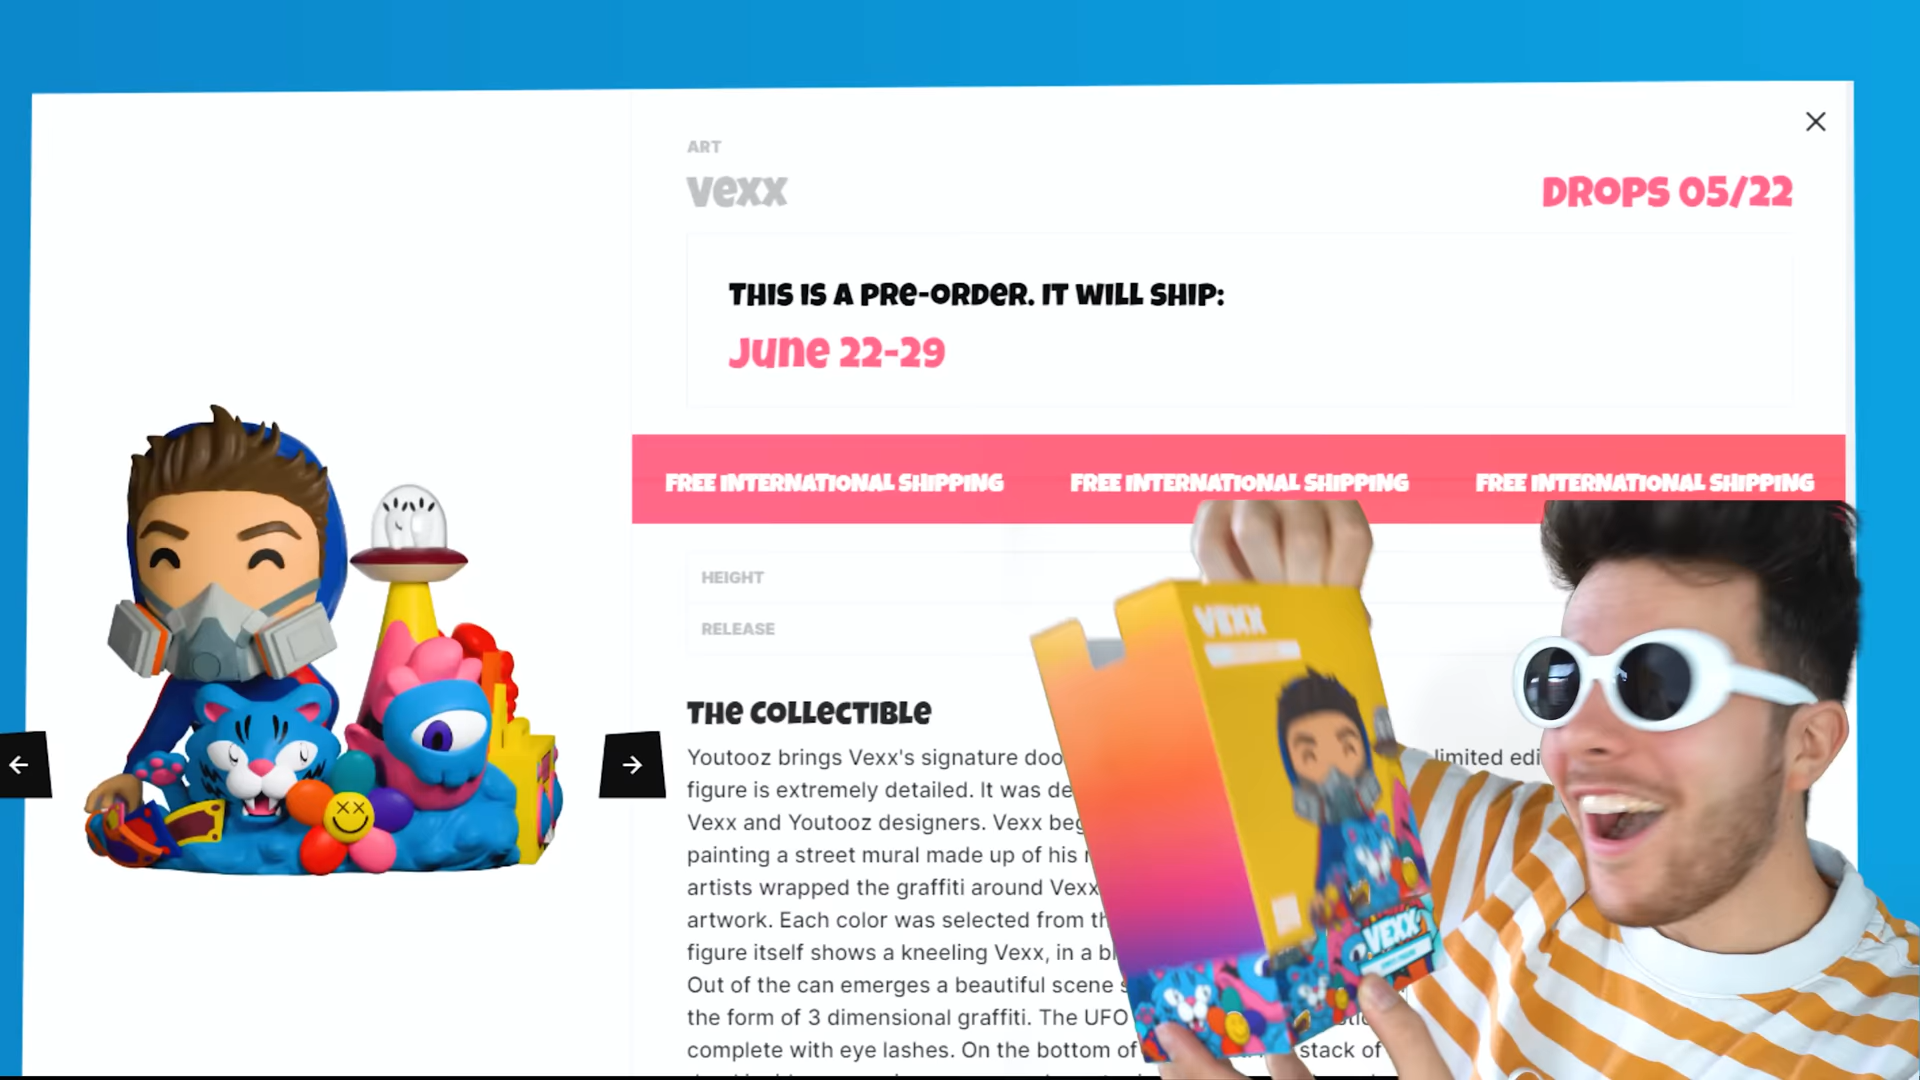 ART
Vexx
DROPS 05/22
THIS IS A PRE-ORDER. IT WILL SHIP:
June 22-29
FREE INTERNATIONAL SHIPPING FREE INTERNATIONAL SHIPPING FREE INTERNATIONAL SHIPPING
HEIGHT
RELEASE
VEXX
THE COLLECTIBLE
Youtooz brings Vexx's signature doo limited edi
figure is extremely detailed. It was de
Vexx and Youtooz designers. Vexx beg
painting a street mural made up of his
artists wrapped the graffiti around Vexx
artwork. Each color was selected from th
figure itself shows a kneeling Vexx, in a bl
Out of the can emerges a beautiful scene s
the form of 3 dimensional graffiti. The UFO
complete with eye lashes. On the bottom of stack of
VEXX